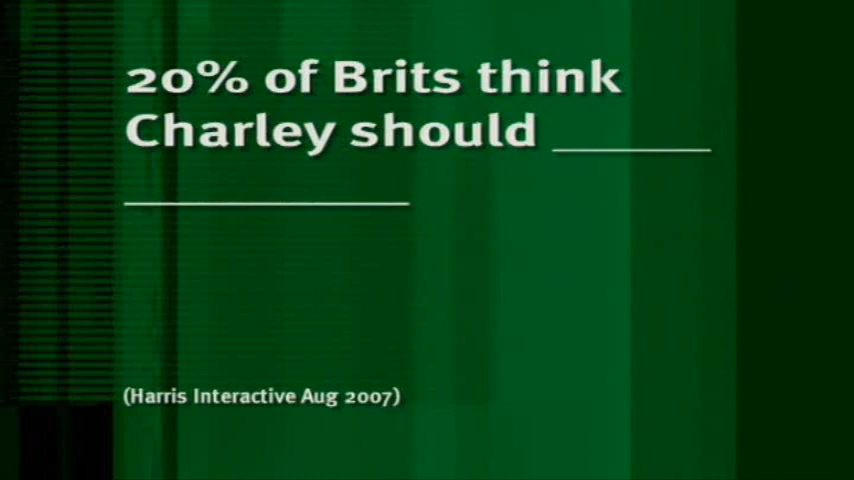 20% of Brits think
Charley should ______
___________
(Harris Interactive Aug 2007)